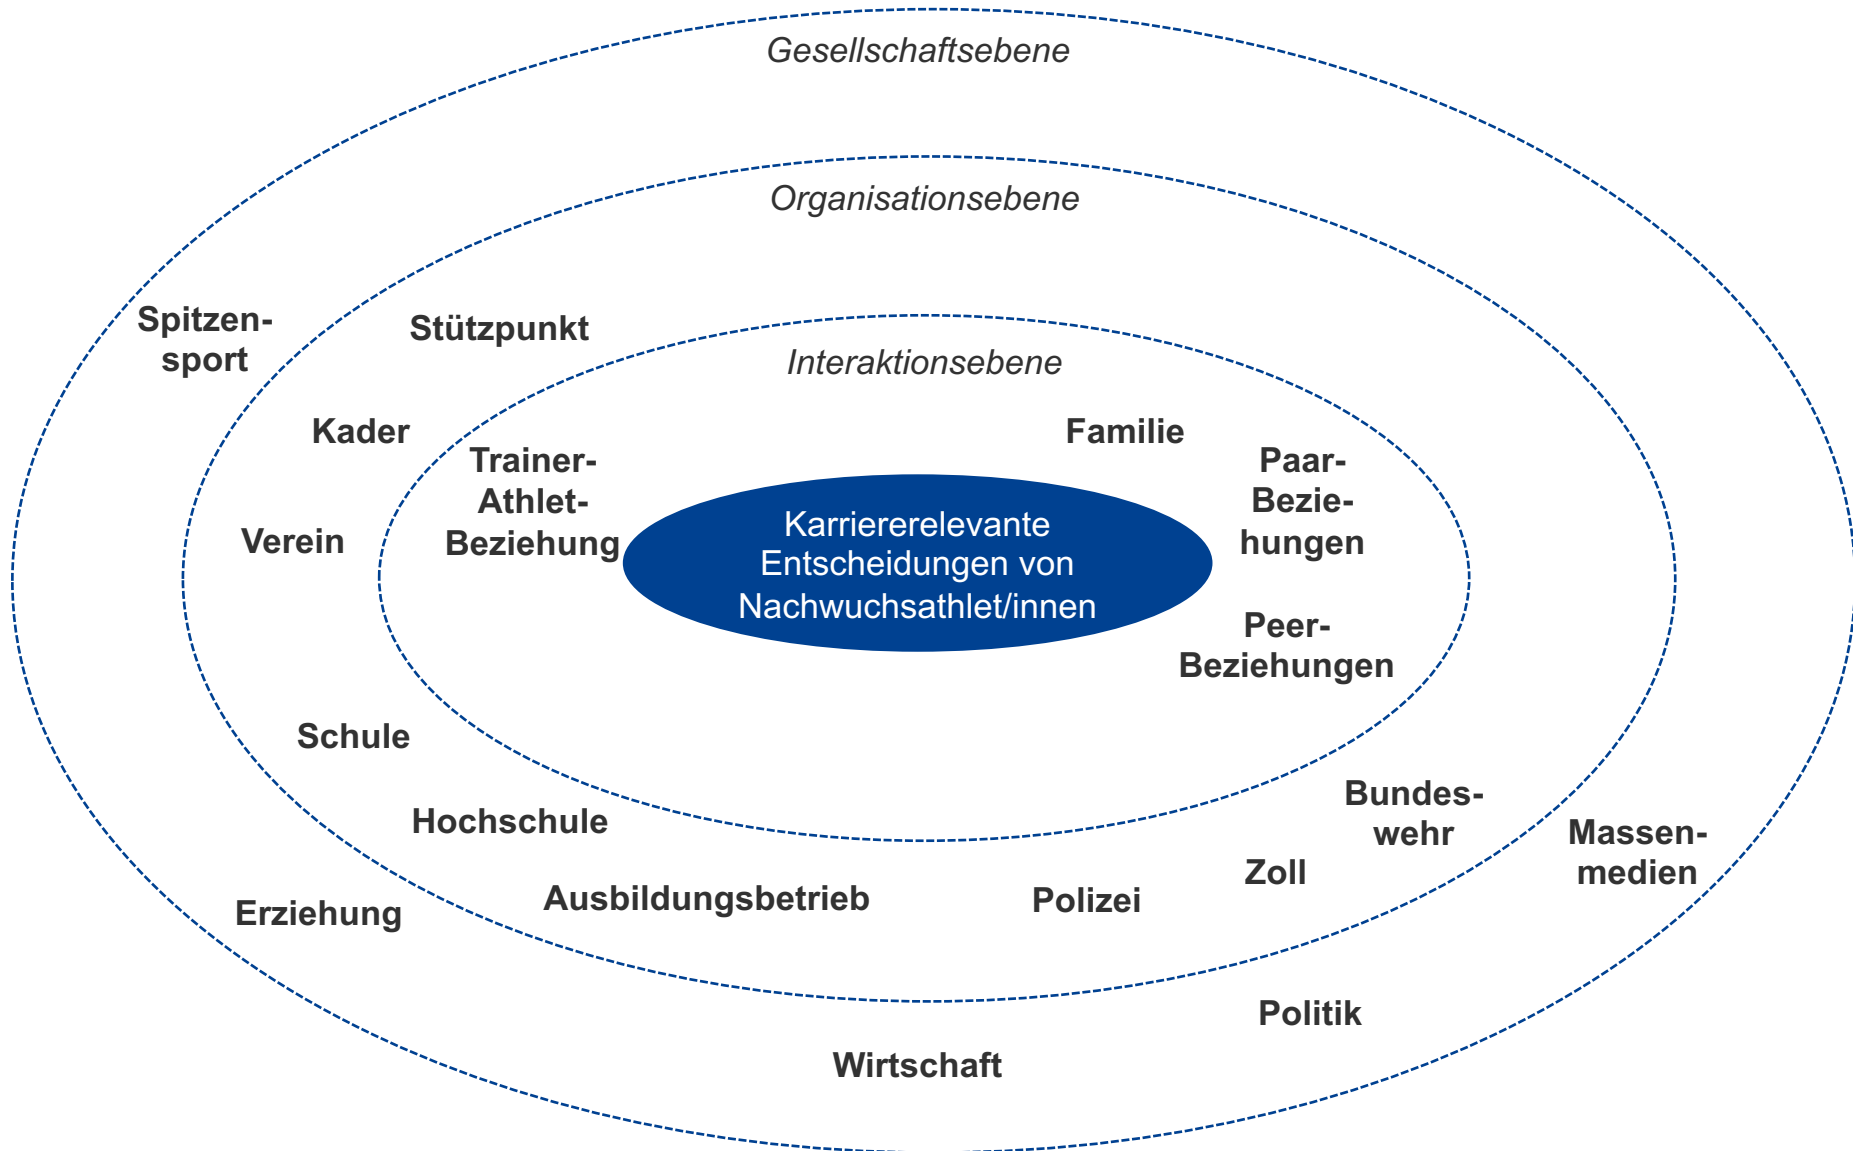 Gesellschaftsebene
Organisationsebene
Spitzen-
sport
Stützpunkt
Interaktionsebene
Kader
Familie
Trainer-
Athlet-
Beziehung
Paar-
Bezie-
hungen
Verein
Karriererelevante
Entscheidungen von
Nachwuchsathlet/innen
Peer-
Beziehungen
Schule
Hochschule
Bundes-
wehr
Massen-
medien
Zoll
Ausbildungsbetrieb
Polizei
Erziehung
Politik
Wirtschaft